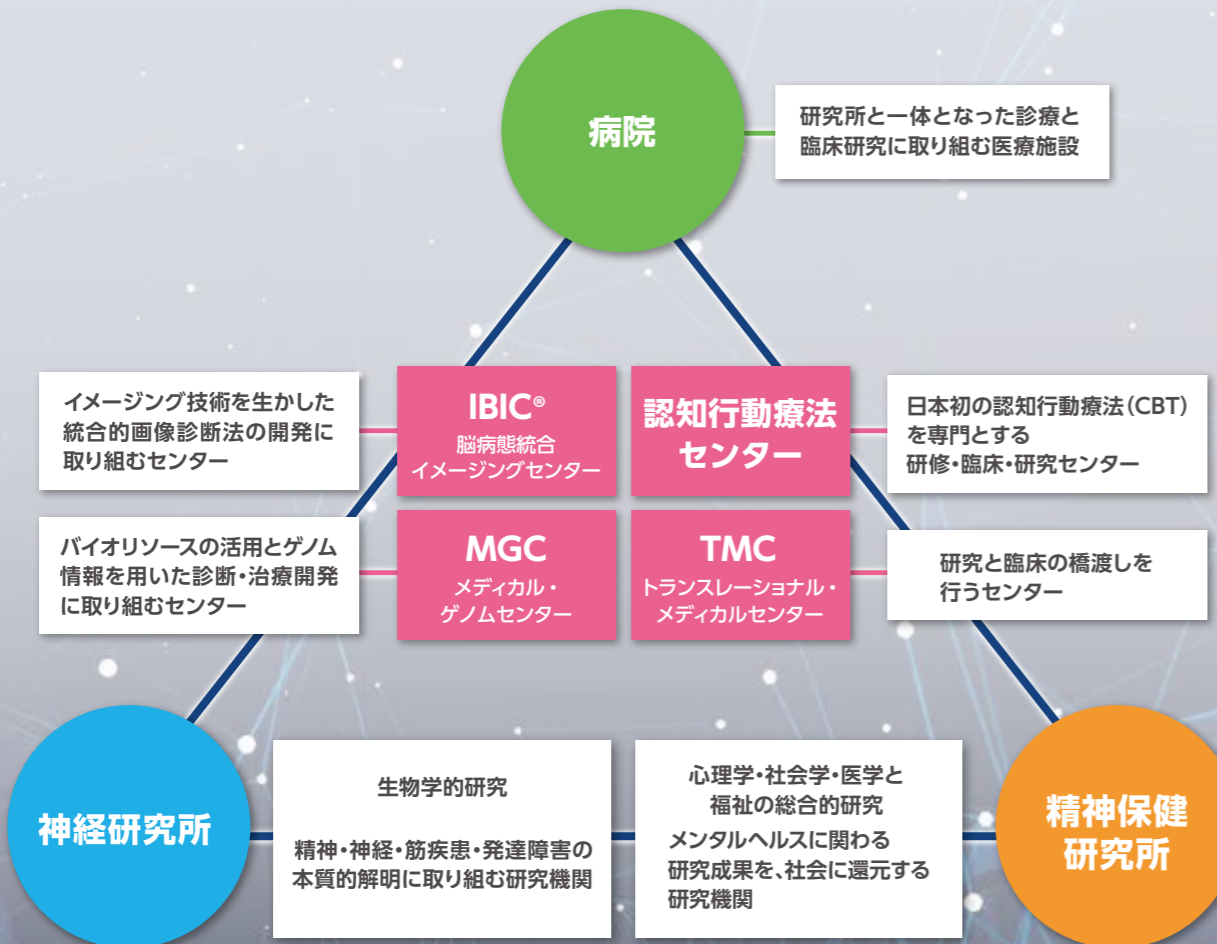 病院
研究所と一体となった診療と
臨床研究に取り組む医療施設
イメージング技術を生かした
統合的画像診断法の開発に
取り組むセンター
IBIC®
脳病態統合
イメージングセンター
認知行動療法
センター
日本初の認知行動療法(CBT)
を専門とする
研修・臨床・研究センター
バイオリソースの活用とゲノム
情報を用いた診断・治療開発
に取り組むセンター
MGC
メディカル・
ゲノムセンター
TMC
トランスレーショナル・
メディカルセンター
研究と臨床の橋渡しを
行うセンター
神経研究所
生物学的研究
精神・神経・筋疾患・発達障害の
本質的解明に取り組む研究機関
心理学・社会学・医学と
福祉の総合的研究
メンタルヘルスに関わる
研究成果を、社会に還元する
研究機関
精神保健
研究所